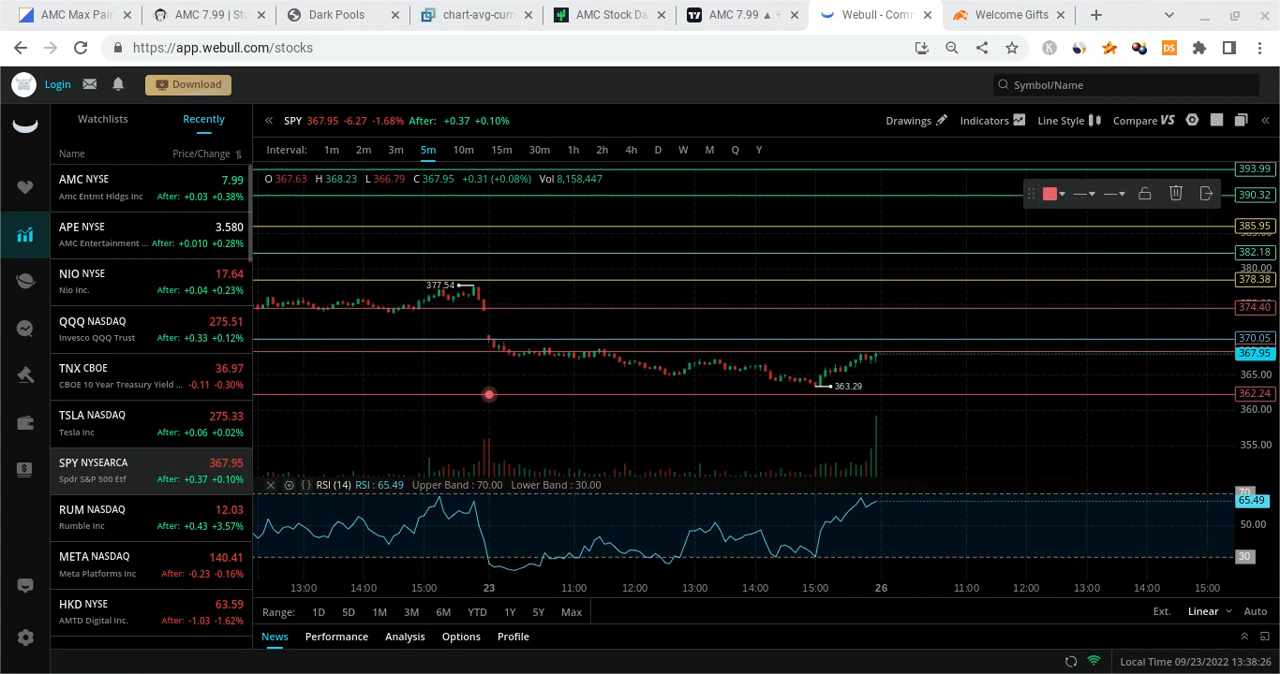 AMC Max Pai
AMC 7.99 | Sto
Dark Pools
chart-avg-cum
AMC Stock Da
AMC 7.99 ▲ +
Webull - Com
Welcome Gifts
https://app.webull.com/stocks
K
DS
Login
Download
Symbol/Name
Watchlists
Recently
Name
Price/Change
AMC NYSE 7.99
Amc Entmt Hldgs Inc After: +0.03 +0.38%
APE NYSE 3.580
AMC Entertainment ... After: +0.010 +0.28%
NIO NYSE 17.64
Nio Inc. After: +0.04 +0.23%
QQQ NASDAQ 275.51
Invesco QQQ Trust After: +0.33 +0.12%
TNX CBOE 36.97
CBOE 10 Year Treasury Yield ... -0.11 -0.30%
TSLA NASDAQ 275.33
Tesla Inc After: +0.06 +0.02%
SPY NYSEARCA 367.95
Spdr S&P 500 Etf After: +0.37 +0.10%
RUM NASDAQ 12.03
Rumble Inc After: +0.43 +3.57%
META NASDAQ 140.41
Meta Platforms Inc After: -0.23 -0.16%
HKD NYSE 63.59
AMTD Digital Inc. After: -1.03 -1.62%
SPY 367.95 -6.27 -1.68% After: +0.37 +0.10%
Drawings
Indicators
Line Style
Compare VS
Interval: 1m 2m 3m 5m 10m 15m 30m 1h 2h 4h D W M Q Y
O 367.63 H 368.23 L 366.79 C 367.95 +0.31 (+0.08%) Vol 8,158,447
393.99
390.32
385.95
382.18
380.00
378.38
374.40
370.05
367.95
365.00
362.24
360.00
355.00
377.54
363.29
RSI (14) RSI : 65.49 Upper Band : 70.00 Lower Band : 30.00
70
65.49
50.00
30
13:00 14:00 15:00 23 11:00 12:00 13:00 14:00 15:00 26 11:00 12:00 13:00 14:00 15:00
Range: 1D 5D 1M 3M 6M YTD 1Y 5Y Max
Ext. Linear Auto
News Performance Analysis Options Profile
Local Time 09/23/2022 13:38:26